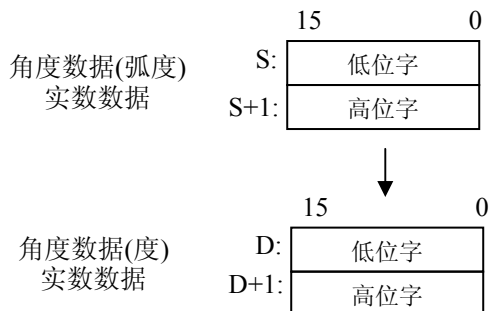 15 0
角度数据(弧度)
实数数据
S: 低位字
S+1: 高位字
15 0
角度数据(度)
实数数据
D: 低位字
D+1: 高位字